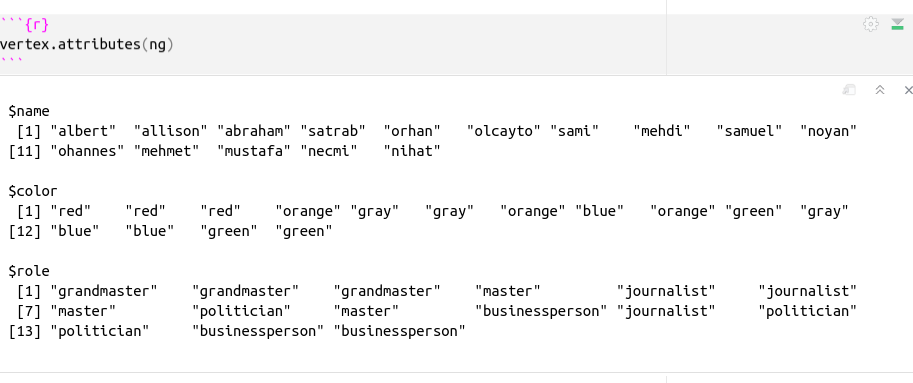 ```{r}
vertex.attributes(ng)
```
$name
 [1] "albert"  "allison" "abraham" "satrab"  "orhan"   "olcayto" "sami"    "mehdi"   "samuel"  "noyan"
[11] "ohannes" "mehmet"  "mustafa" "necmi"   "nihat"
$color
 [1] "red"    "red"    "red"    "orange" "gray"   "gray"   "orange" "blue"   "orange" "green"  "gray"
[12] "blue"   "blue"   "green"  "green"
$role
 [1] "grandmaster"    "grandmaster"    "grandmaster"    "master"         "journalist"     "journalist"
 [7] "master"         "politician"     "master"         "businessperson" "journalist"     "politician"
[13] "politician"     "businessperson" "businessperson"